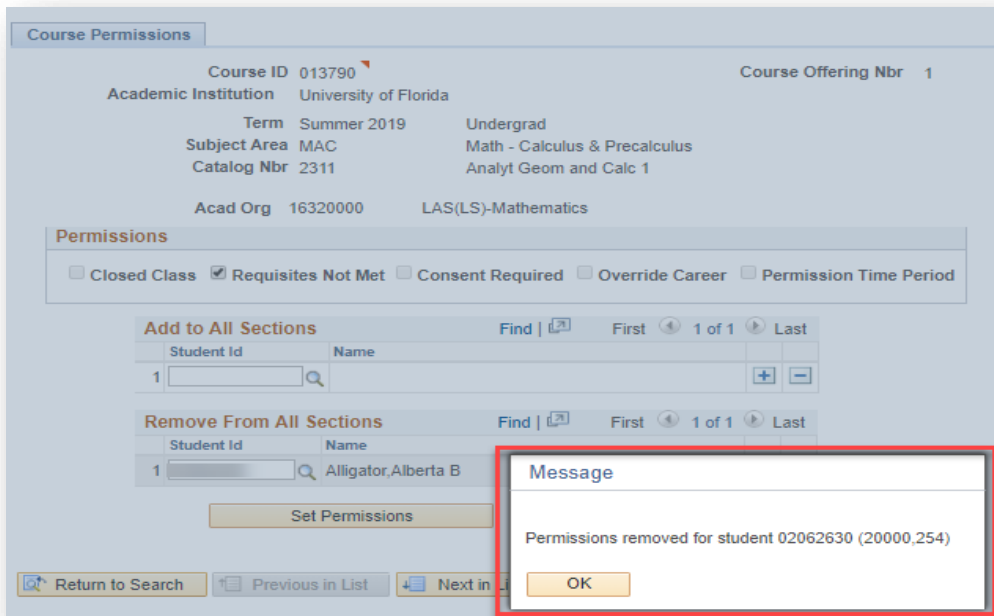 Course Permissions
Course ID 013790 Course Offering Nbr 1
Academic Institution University of Florida
Term Summer 2019 Undergrad
Subject Area MAC Math - Calculus & Precalculus
Catalog Nbr 2311 Analyt Geom and Calc 1
Acad Org 16320000 LAS(LS)-Mathematics
Permissions
Closed Class Requisites Not Met Consent Required Override Career Permission Time Period
Add to All Sections Find | First 1 of 1 Last
Student Id Name
1
Remove From All Sections Find | First 1 of 1 Last
Student Id Name
1 Alligator,Alberta B
Message
Set Permissions
Permissions removed for student 02062630 (20000,254)
Return to Search Previous in List Next in Li
OK